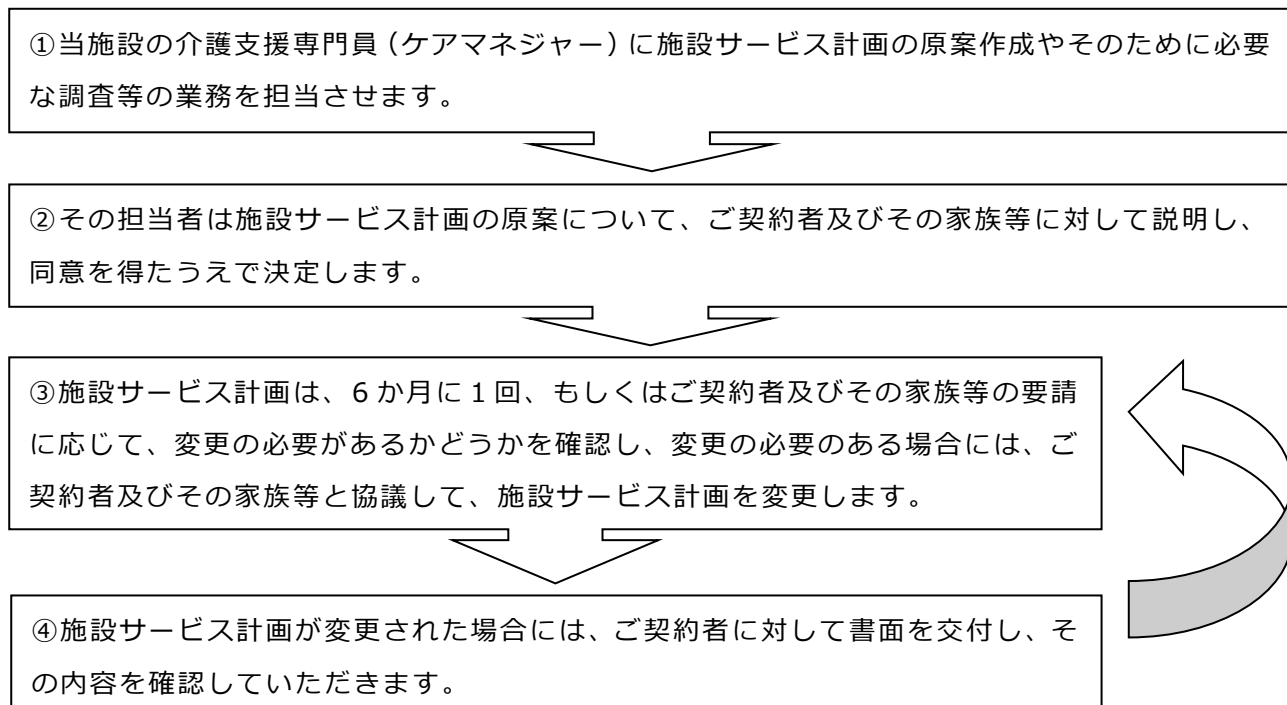 ①当施設の介護支援専門員（ケアマネジャー）に施設サービス計画の原案作成やそのために必要
な調査等の業務を担当させます。
②その担当者は施設サービス計画の原案について、ご契約者及びその家族等に対して説明し、
同意を得たうえで決定します。
③施設サービス計画は、6 か月に 1 回、もしくはご契約者及びその家族等の要請
に応じて、変更の必要があるかどうかを確認し、変更の必要のある場合には、ご
契約者及びその家族等と協議して、施設サービス計画を変更します。
④施設サービス計画が変更された場合には、ご契約者に対して書面を交付し、そ
の内容を確認していただきます。